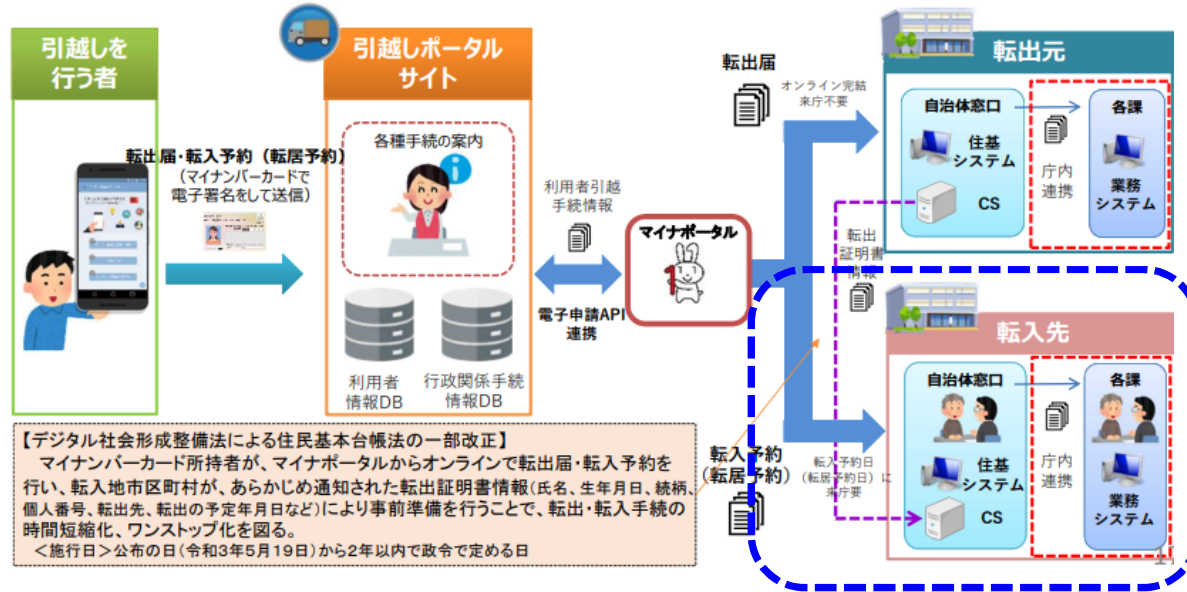 引越しを
行う者
転出届・転入予約（転居予約）
（マイナンバーカードで
電子署名をして送信）
引越しポータル
サイト
各種手続の案内
利用者
情報DB
行政関係手続
情報DB
利用者引越
手続情報
電子申請API
連携
マイナポータル
1
転出届
オンライン完結
来庁不要
転出元
自治体窓口
住基
システム
CS
庁内
連携
各課
業務
システム
転出
証明書
情報
転入先
自治体窓口
住基
システム
CS
庁内
連携
各課
業務
システム
転入予約
（転居予約）
転入予約日
（転居予約日）に
来庁要
【デジタル社会形成整備法による住民基本台帳法の一部改正】
マイナンバーカード所持者が、マイナポータルからオンラインで転出届・転入予約を
行い、転入地市区町村が、あらかじめ通知された転出証明書情報（氏名、生年月日、続柄、
個人番号、転出先、転出の予定年月日など）により事前準備を行うことで、転出・転入手続の
時間短縮化、ワンストップ化を図る。
＜施行日＞公布の日（令和3年5月19日）から2年以内で政令で定める日